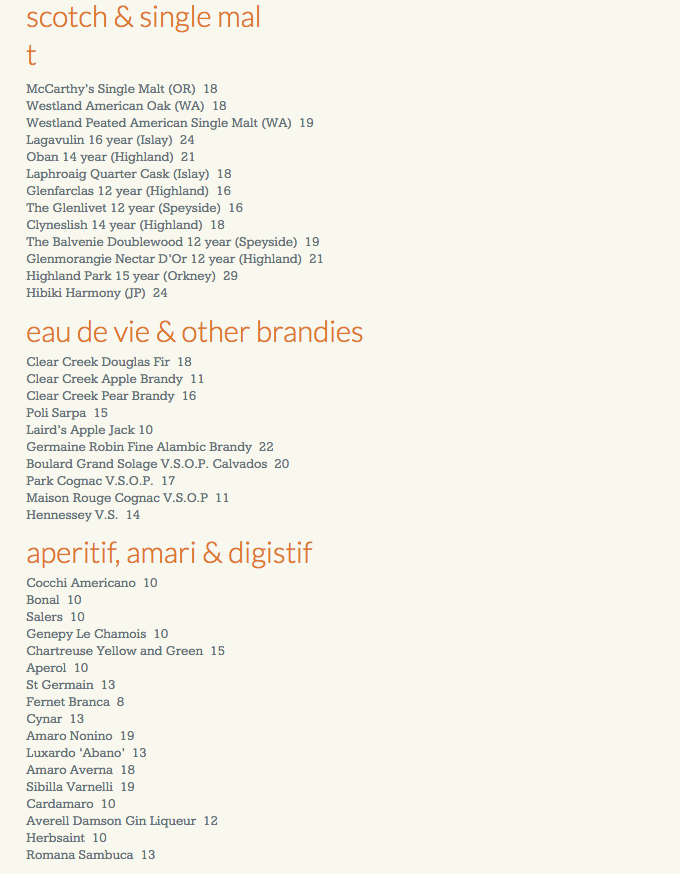 scotch & single mal
t
McCarthy's Single Malt (OR) 18
Westland American Oak (WA) 18
Westland Peated American Single Malt (WA) 19
Lagavulin 16 year (Islay) 24
Oban 14 year (Highland) 21
Laphroaig Quarter Cask (Islay) 18
Glenfarclas 12 year (Highland) 16
The Glenlivet 12 year (Speyside) 16
Clyneslish 14 year (Highland) 18
The Balvenie Doublewood 12 year (Speyside) 19
Glenmorangie Nectar D'Or 12 year (Highland) 21
Highland Park 15 year (Orkney) 29
Hibiki Harmony (JP) 24
eau de vie & other brandies
Clear Creek Douglas Fir 18
Clear Creek Apple Brandy 11
Clear Creek Pear Brandy 16
Poli Sarpa 15
Laird's Apple Jack 10
Germaine Robin Fine Alambic Brandy 22
Boulard Grand Solage V.S.O.P. Calvados 20
Park Cognac V.S.O.P. 17
Maison Rouge Cognac V.S.O.P 11
Hennessey V.S. 14
aperitif, amari & digistif
Cocchi Americano 10
Bonal 10
Salers 10
Genepy Le Chamois 10
Chartreuse Yellow and Green 15
Aperol 10
St Germain 13
Fernet Branca 8
Cynar 13
Amaro Nonino 19
Luxardo 'Abano' 13
Amaro Averna 18
Sibilla Varnelli 19
Cardamaro 10
Averell Damson Gin Liqueur 12
Herbsaint 10
Romana Sambuca 13